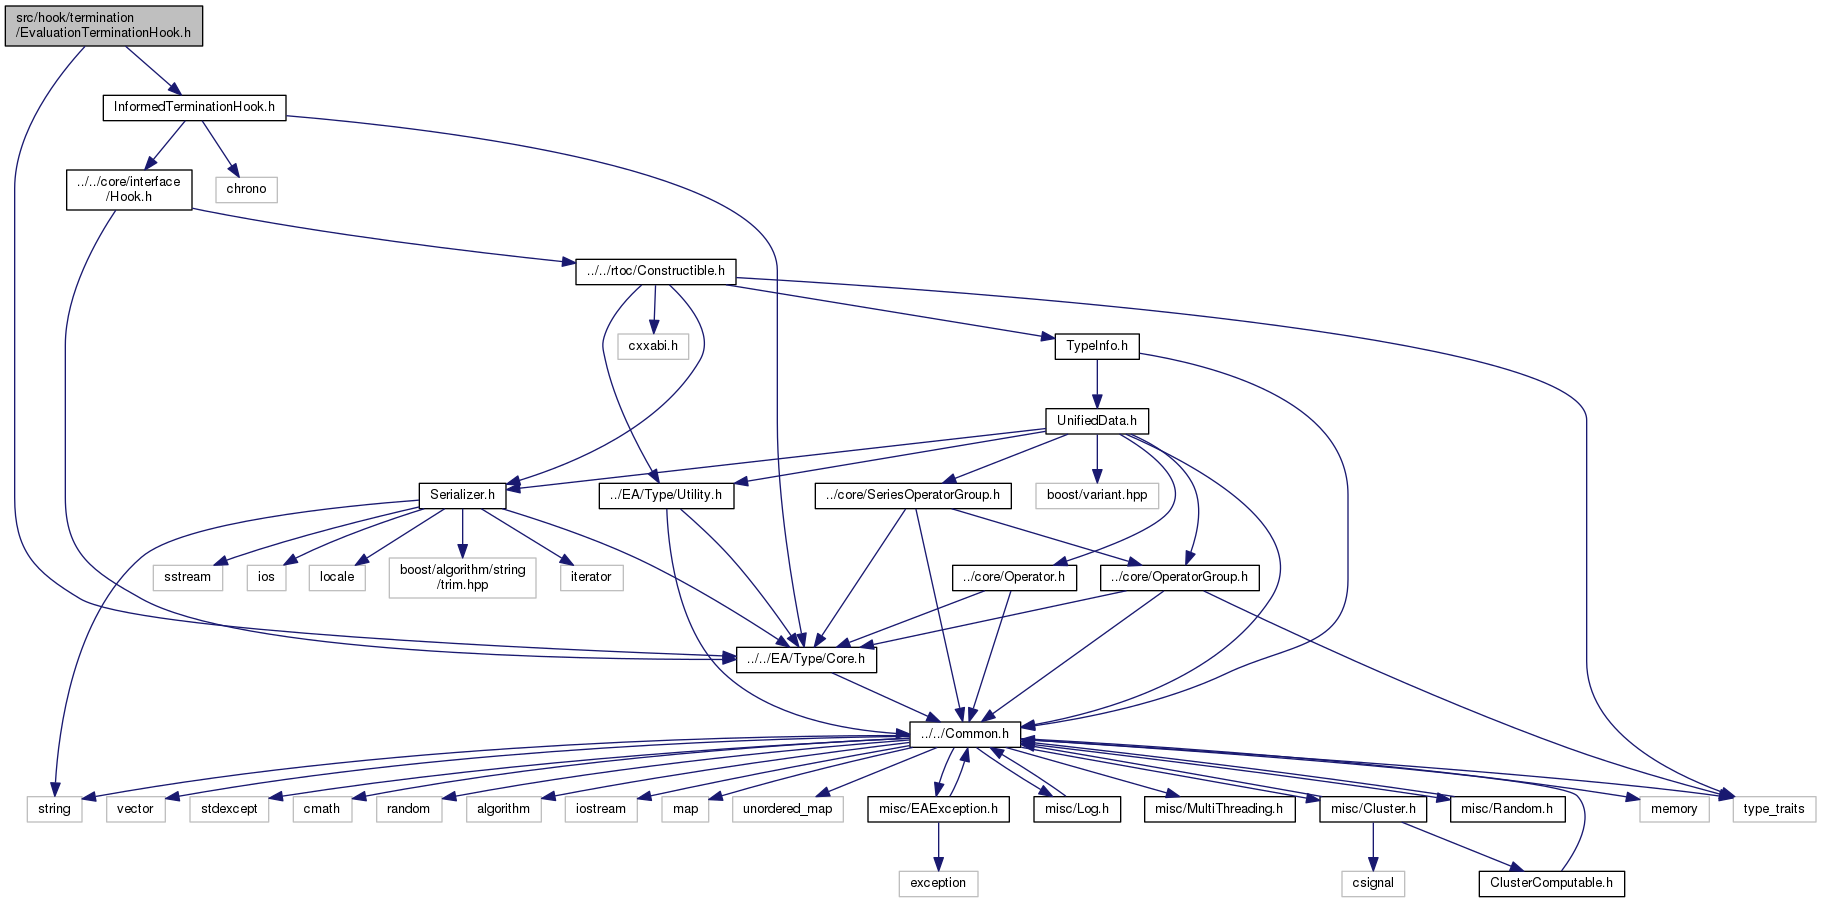 src/hook/termination
/EvaluationTerminationHook.h
InformedTerminationHook.h
../../core/interface
/Hook.h
chrono
../../rtoc/Constructible.h
cxxabi.h
TypeInfo.h
UnifiedData.h
Serializer.h
../EA/Type/Utility.h
../core/SeriesOperatorGroup.h
boost/variant.hpp
sstream
ios
locale
boost/algorithm/string
/trim.hpp
iterator
../core/Operator.h
../core/OperatorGroup.h
../../EA/Type/Core.h
../../Common.h
string
vector
stdexcept
cmath
random
algorithm
iostream
map
unordered_map
misc/EAException.h
misc/Log.h
misc/MultiThreading.h
misc/Cluster.h
misc/Random.h
memory
type_traits
exception
csignal
ClusterComputable.h